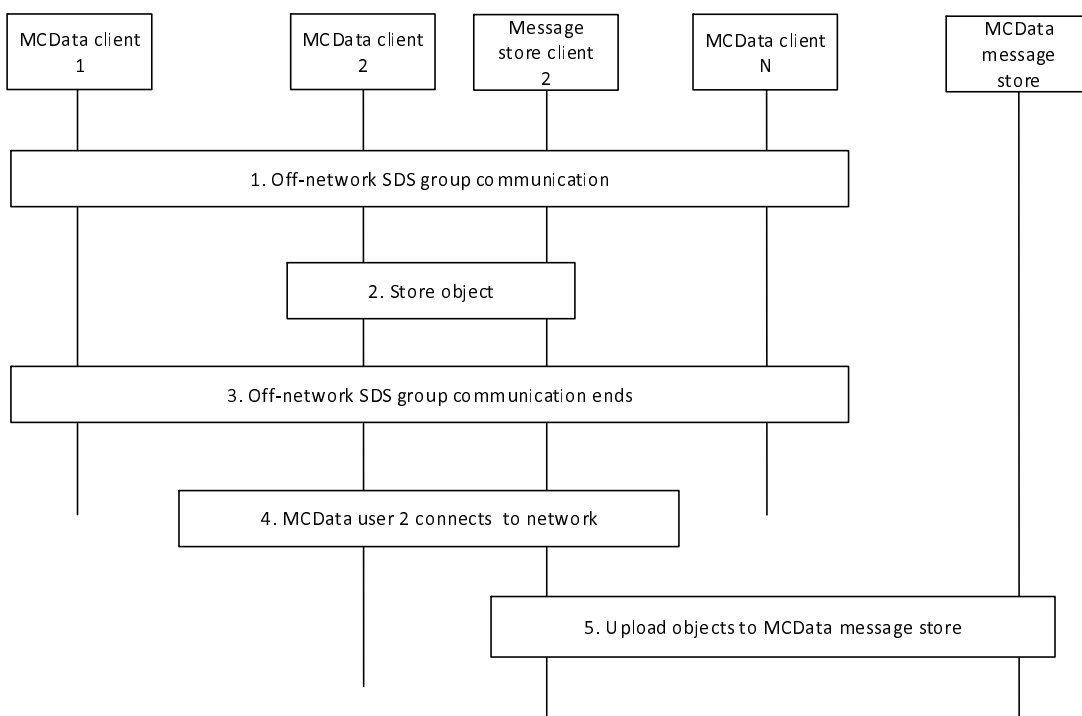 MCData client
1
MCData client
2
Message
store client
2
MCData client
N
MCData
message
store
1. Off-network SDS group communication
2. Store object
3. Off-network SDS group communication ends
4. MCData user 2 connects to network
5. Upload objects to MCData message store